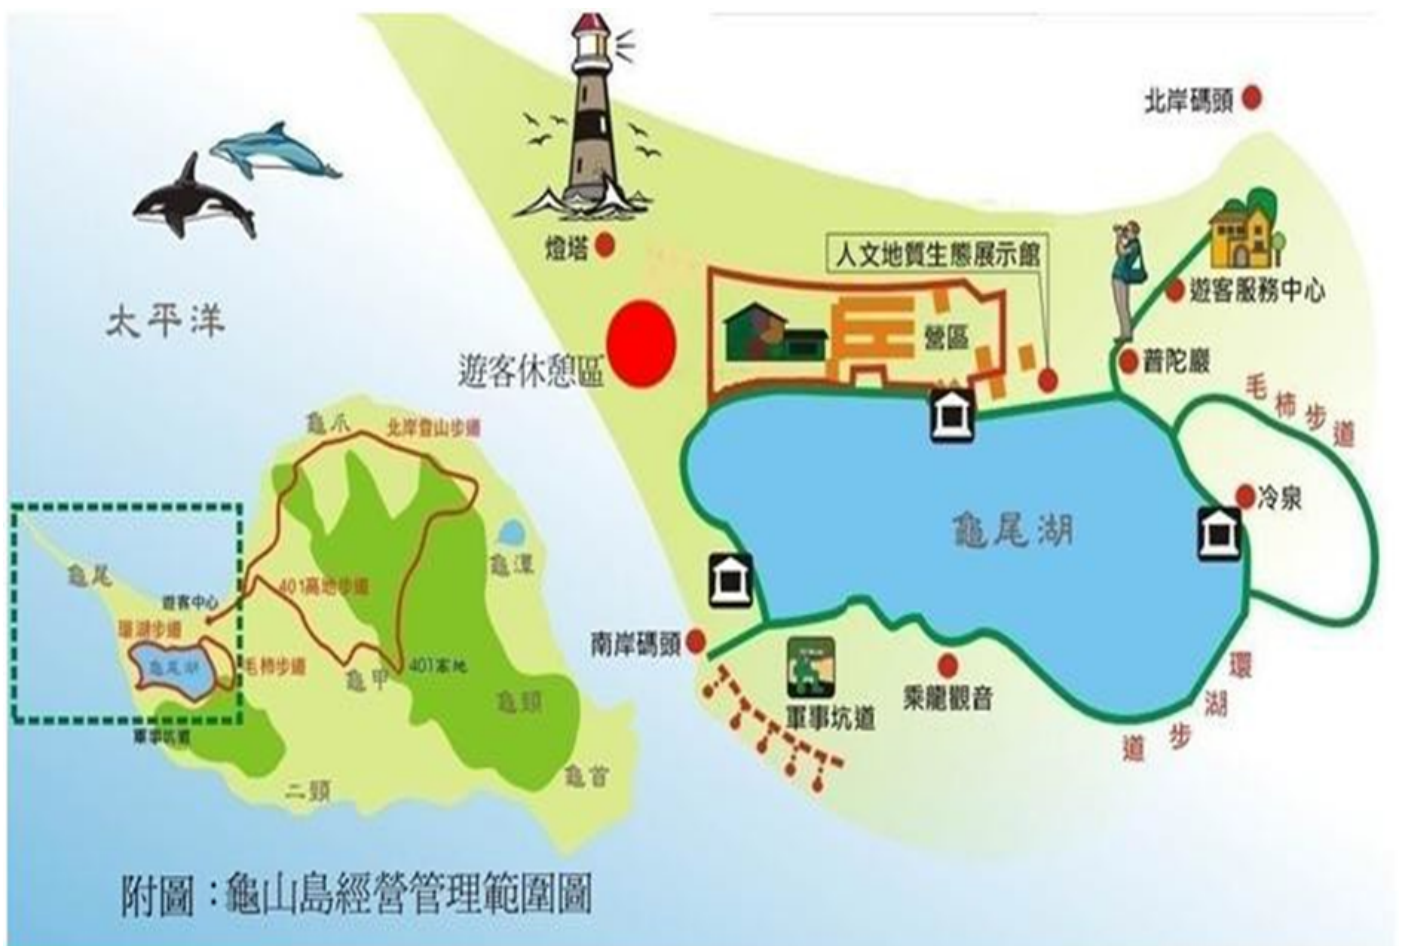 北岸碼頭
燈塔
人文地質生態展示館
太平洋
遊客服務中心
營區
遊客休憩區
普陀巖
毛柿步道
龜爪
北岸登山步道
冷泉
龜尾湖
龜潭
龜尾
401高地步道
遊客中心
環湖步道
南岸碼頭
龜尾湖
毛柿步道
龜甲
401高地
環湖步道
乘龍觀音
龜頸
軍事坑道
軍事坑道
龜首
二頸
附圖：龜山島經營管理範圍圖